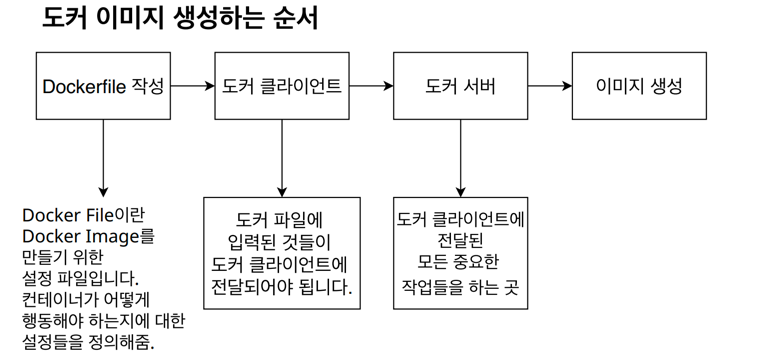 도커 이미지 생성하는 순서
Dockerfile 작성
도커 클라이언트
도커 서버
이미지 생성
Docker File이란
Docker Image를
만들기 위한
설정 파일입니다.
컨테이너가 어떻게
행동해야 하는지에 대한
설정들을 정의해줌.
도커 파일에
입력된 것들이
도커 클라이언트에
전달되어야 됩니다.
도커 클라이언트에
전달된
모든 중요한
작업들을 하는 곳